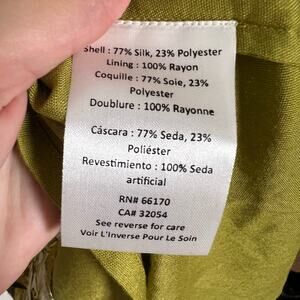 Shell : 77% Silk, 23% Polyester
Lining : 100% Rayon
Coquille : 77% Soie, 23%
Polyester
Doublure : 100% Rayonne
Cáscara : 77% Seda, 23%
Poliéster
Revestimiento : 100% Seda
artificial
RN# 66170
CA# 32054
See reverse for care
Voir L'Inverse Pour Le Soin